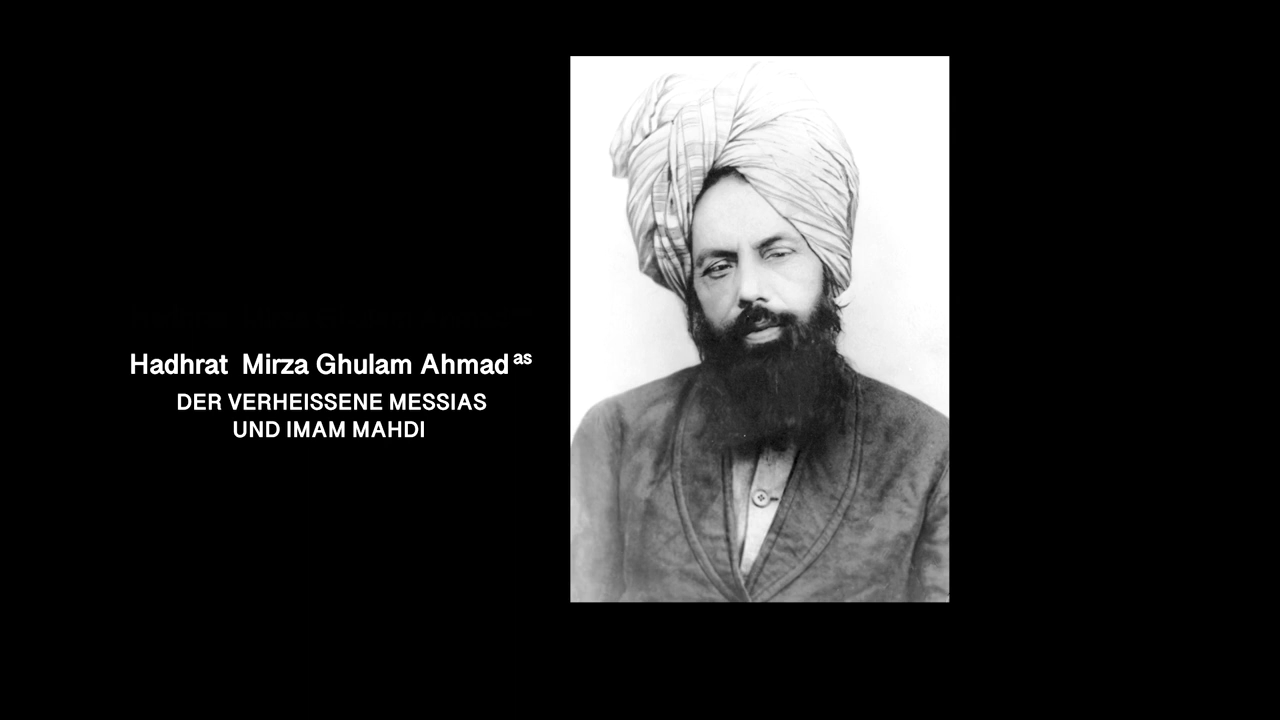 Hadhrat Mirza Ghulam Ahmad as
DER VERHEISSENE MESSIAS
UND IMAM MAHDI